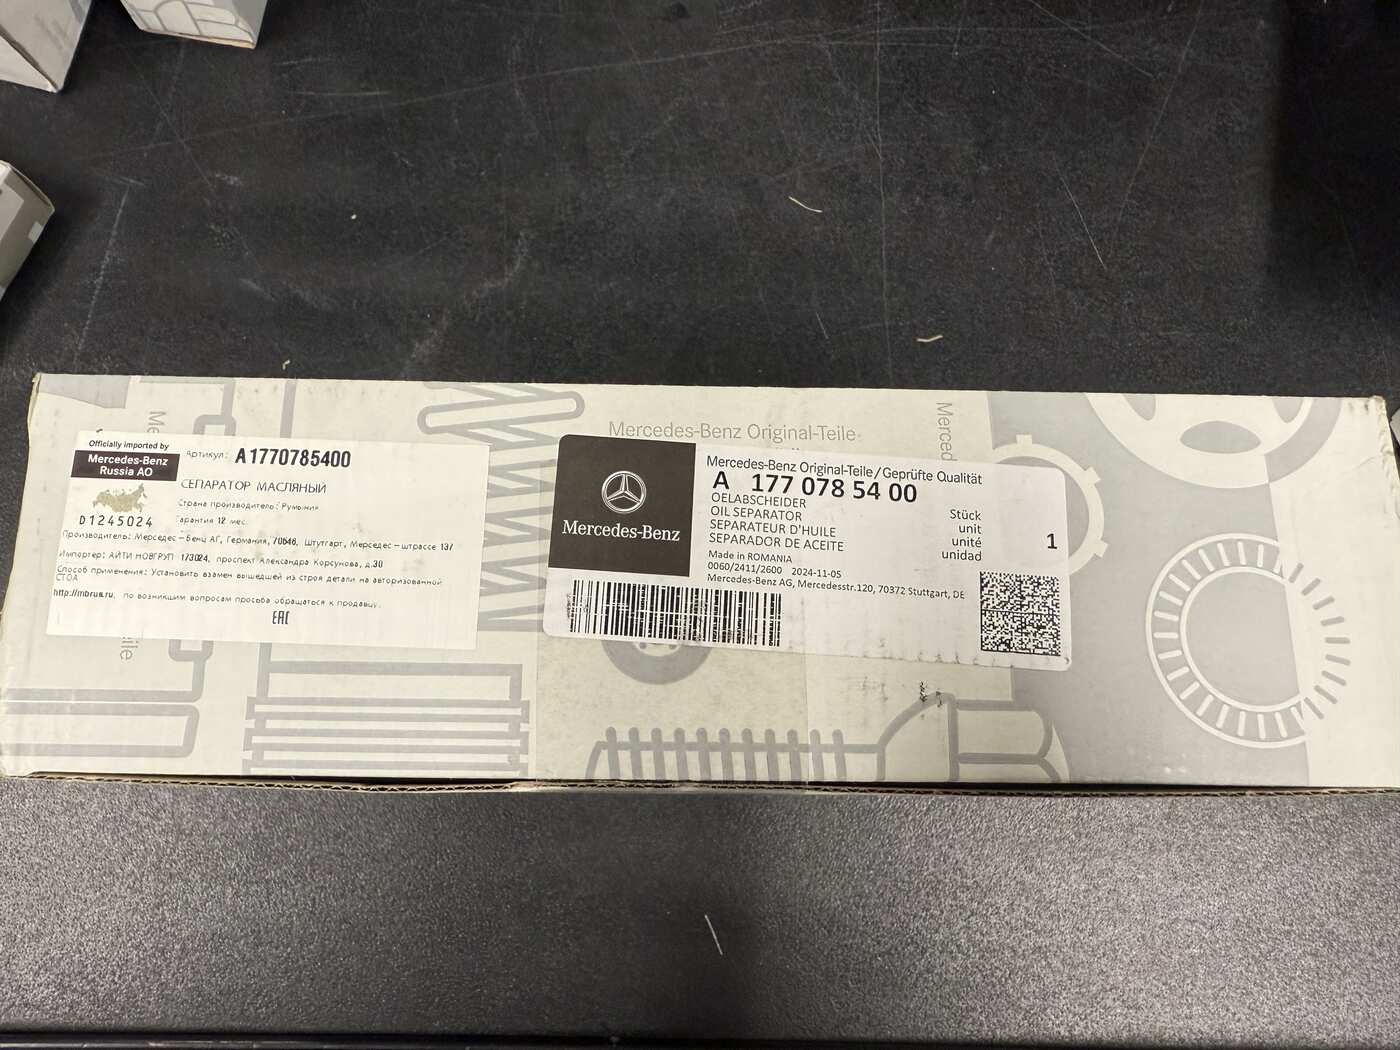 Mercedes-Benz Original-Teile
Merced
eile
Officially imported by
Mercedes-Benz
Russia AO
D1245024
Артикул: A1770785400
СЕПАРАТОР МАСЛЯНЫЙ
Страна производитель: Румыния
Гарантия 12 мес.
Производитель: Мерседес-Бенц АГ, Германия, 70546, Штутгарт, Мерседес-штрассе 137
Импортер: АЙТИ НОВГРУП 173024, проспект Александра Корсунова, д.30
Способ применения: Установить взамен вышедшей из строя детали на авторизованной
СТОА
http://mbrus.ru, по возникшим вопросам просьба обращаться к продавцу.
EAC
Mercedes-Benz
Mercedes-Benz Original-Teile/Geprüfte Qualität
A 177 078 54 00
OELABSCHEIDER Stück
OIL SEPARATOR unit
SEPARATEUR D'HUILE unité
SEPARADOR DE ACEITE unidad
1
Made in ROMANIA
0060/2411/2600 2024-11-05
Mercedes-Benz AG, Mercedesstr.120, 70372 Stuttgart, DE